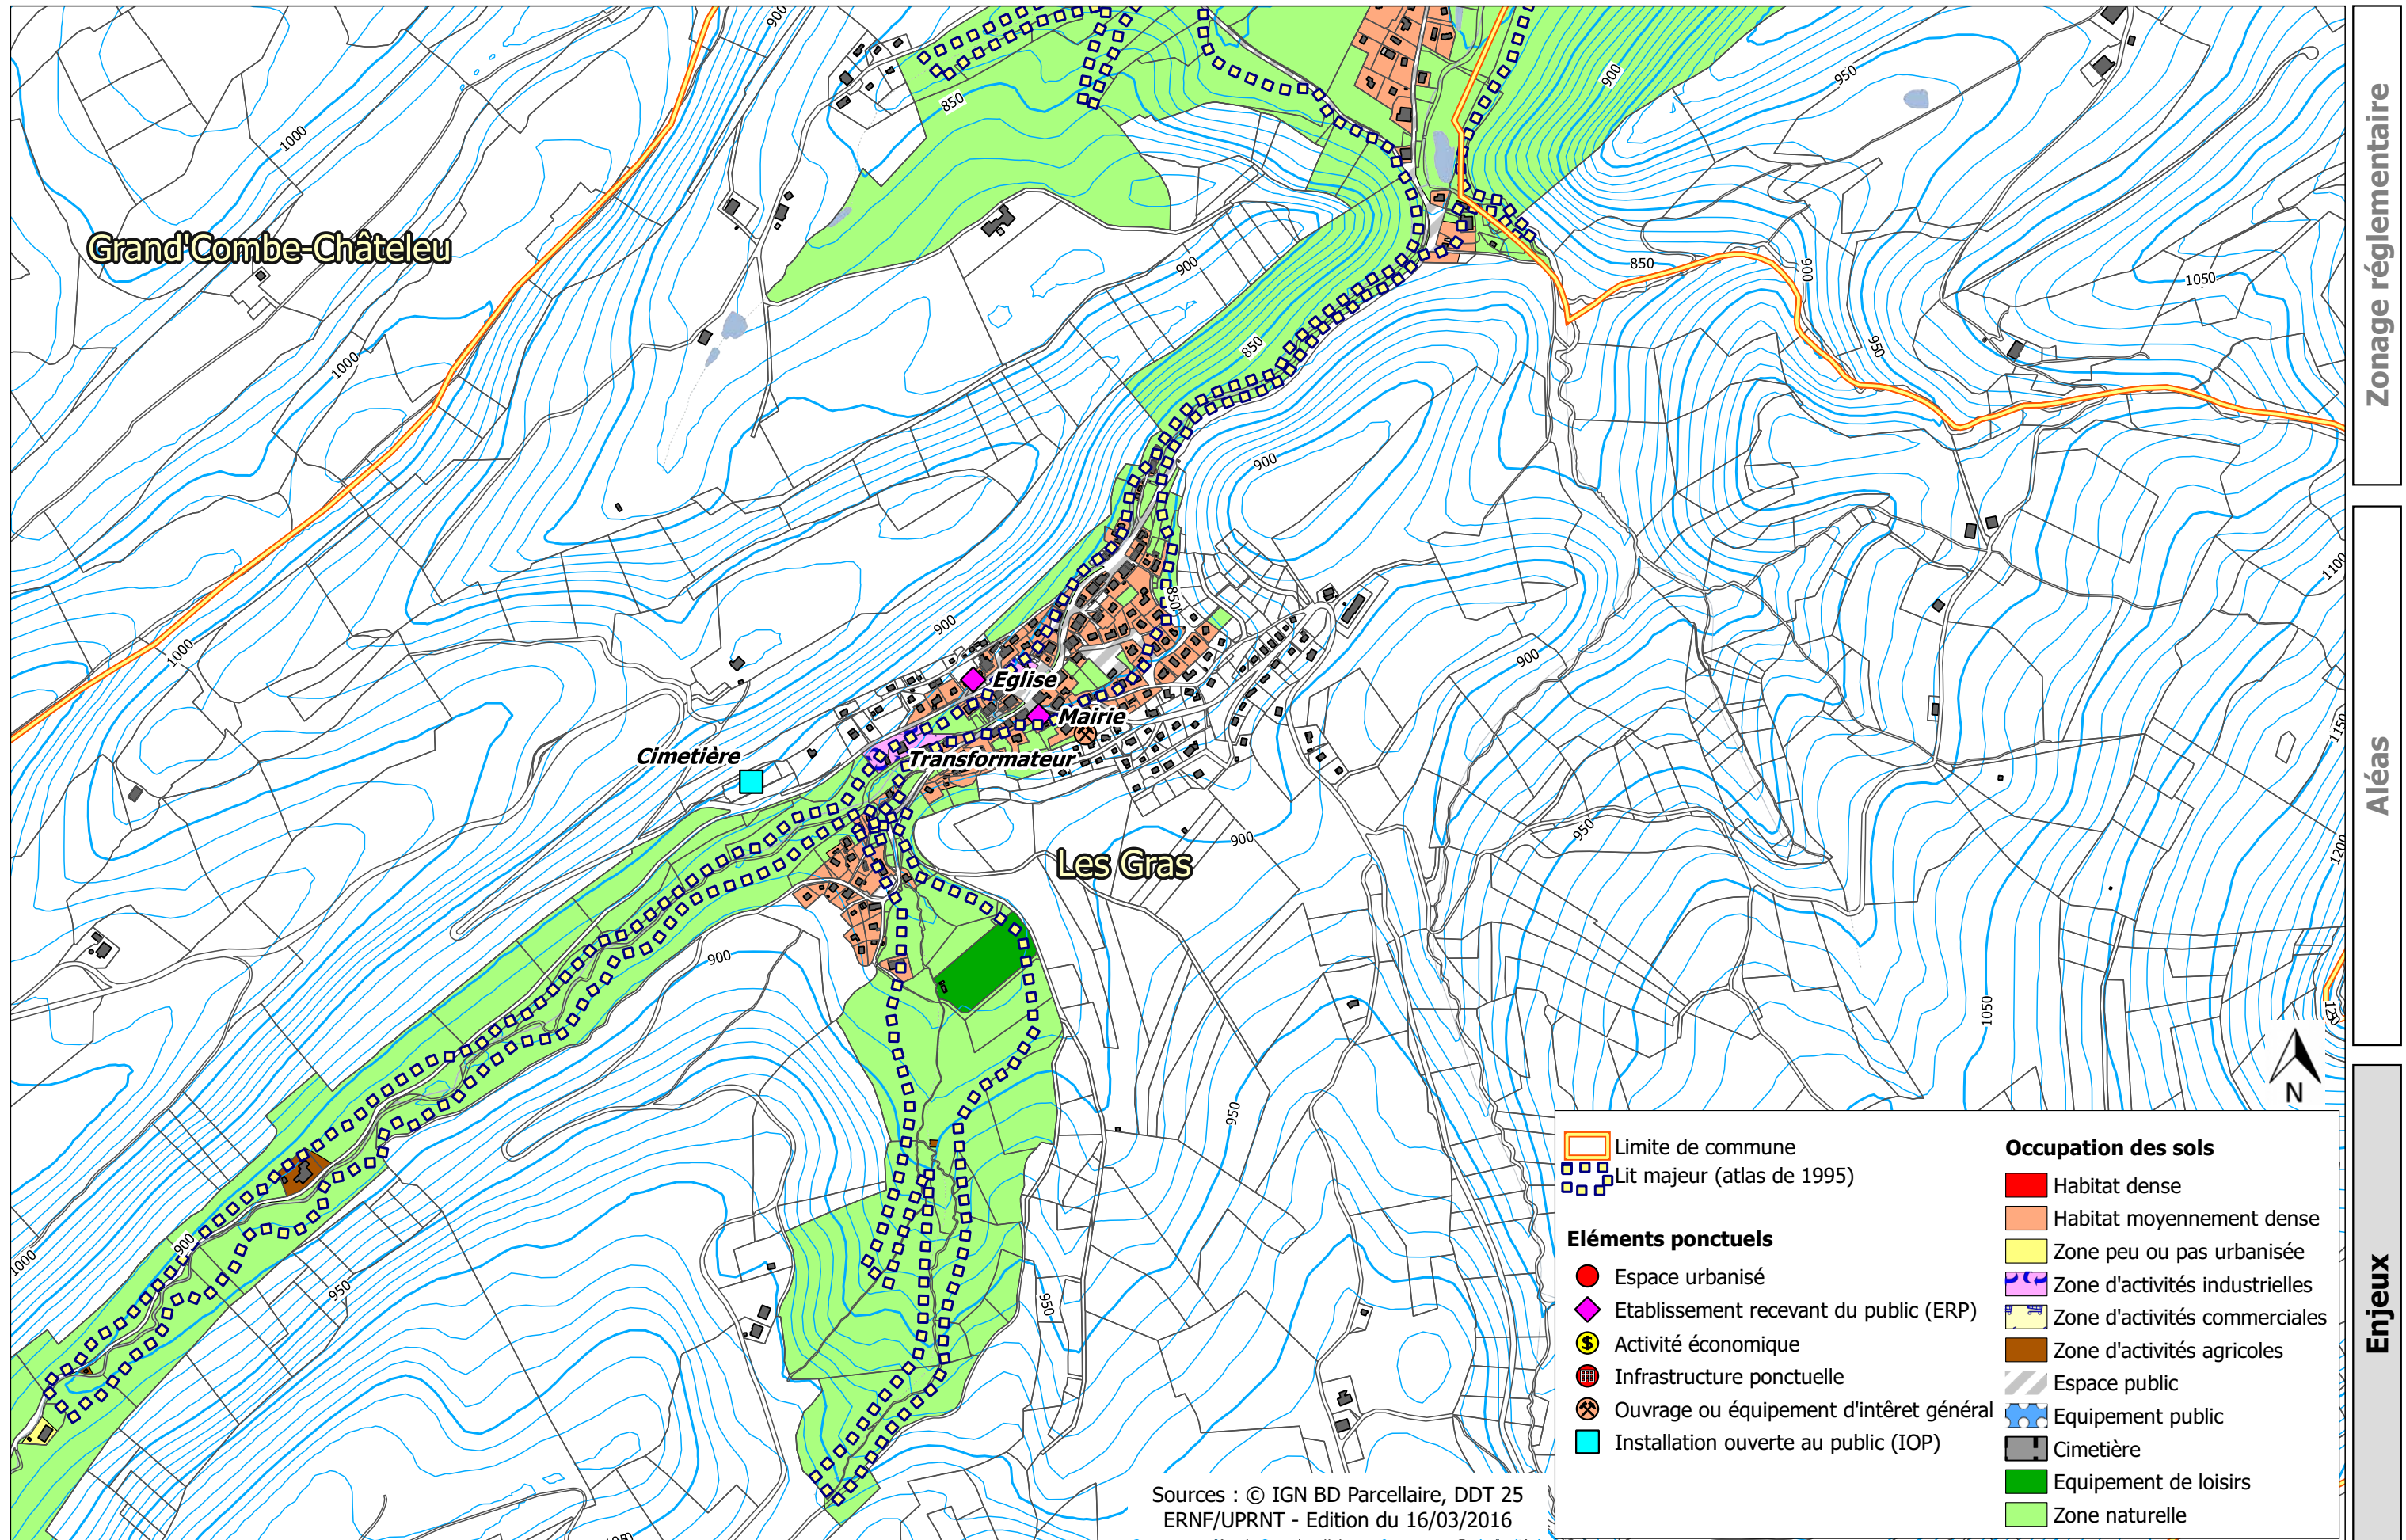 900
950
900
1000
850
Zonage réglementaire
Grand'Combe-Châteleu
900
850
900
1050
850
1000
950
900
1100
850
900
1000
900
Eglise
Mairie
1150
Cimetière
Transformateur
950
900
1200
Aléas
Les Gras
900
1050
N
950
900
1000
950
950
Limite de commune
Lit majeur (atlas de 1995)
Eléments ponctuels
Espace urbanisé
Etablissement recevant du public (ERP)
Activité économique
Infrastructure ponctuelle
Ouvrage ou équipement d'intêret général
Installation ouverte au public (IOP)
Occupation des sols
Habitat dense
Habitat moyennement dense
Zone peu ou pas urbanisée
Zone d'activités industrielles
Zone d'activités commerciales
Zone d'activités agricoles
Espace public
Equipement public
Cimetière
Equipement de loisirs
Zone naturelle
Enjeux
Sources : © IGN BD Parcellaire, DDT 25
ERNF/UPRNT - Edition du 16/03/2016